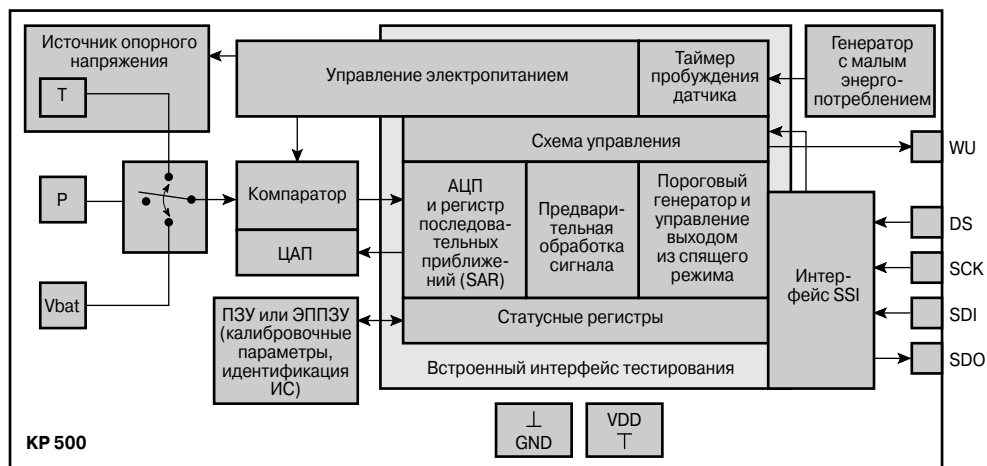 Источник опорного
напряжения
T
P
Vbat
Управление электропитанием
Таймер
пробуждения
датчика
Генератор
с малым
энерго-
потреблением
Схема управления
Компаратор
ЦАП
АЦП
и регистр
последова-
тельных
приближе-
ний (SAR)
Предвари-
тельная
обработка
сигнала
Пороговый
генератор и
управление
выходом
из спящего
режима
Интер-
фейс SSI
WU
DS
SCK
SDI
SDO
ПЗУ или ЭППЗУ
(калибровочные
параметры,
идентификация
ИС)
Статусные регистры
Встроенный интерфейс тестирования
GND
VDD
KP 500